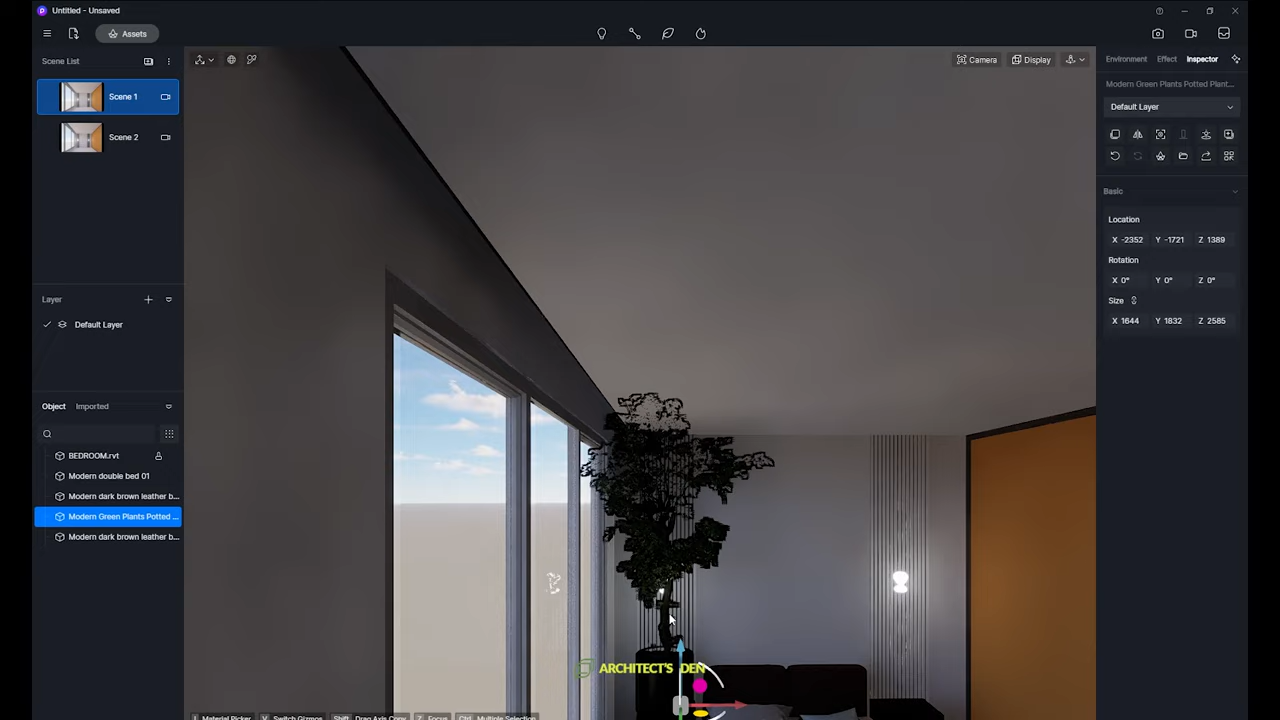 Untitled - Unsaved
Assets
Scene List
Scene 1
Scene 2
Layer
Default Layer
Object Imported
BEDROOM.rvt
Modern double bed 01
Modern dark brown leather b...
Modern Green Plants Potted ...
Modern dark brown leather b...
Camera
Display
ARCHITECT'S DEN
Material Picker
Switch Gizmos
Shift Drag Axis Copy
Z Focus
Ctrl Multiple Selection
Environment Effect Inspector
Modern Green Plants Potted Plant...
Default Layer
Basic
Location
X -2352 Y -1721 Z 1389
Rotation
X 0° Y 0° Z 0°
Size
X 1644 Y 1832 Z 2585